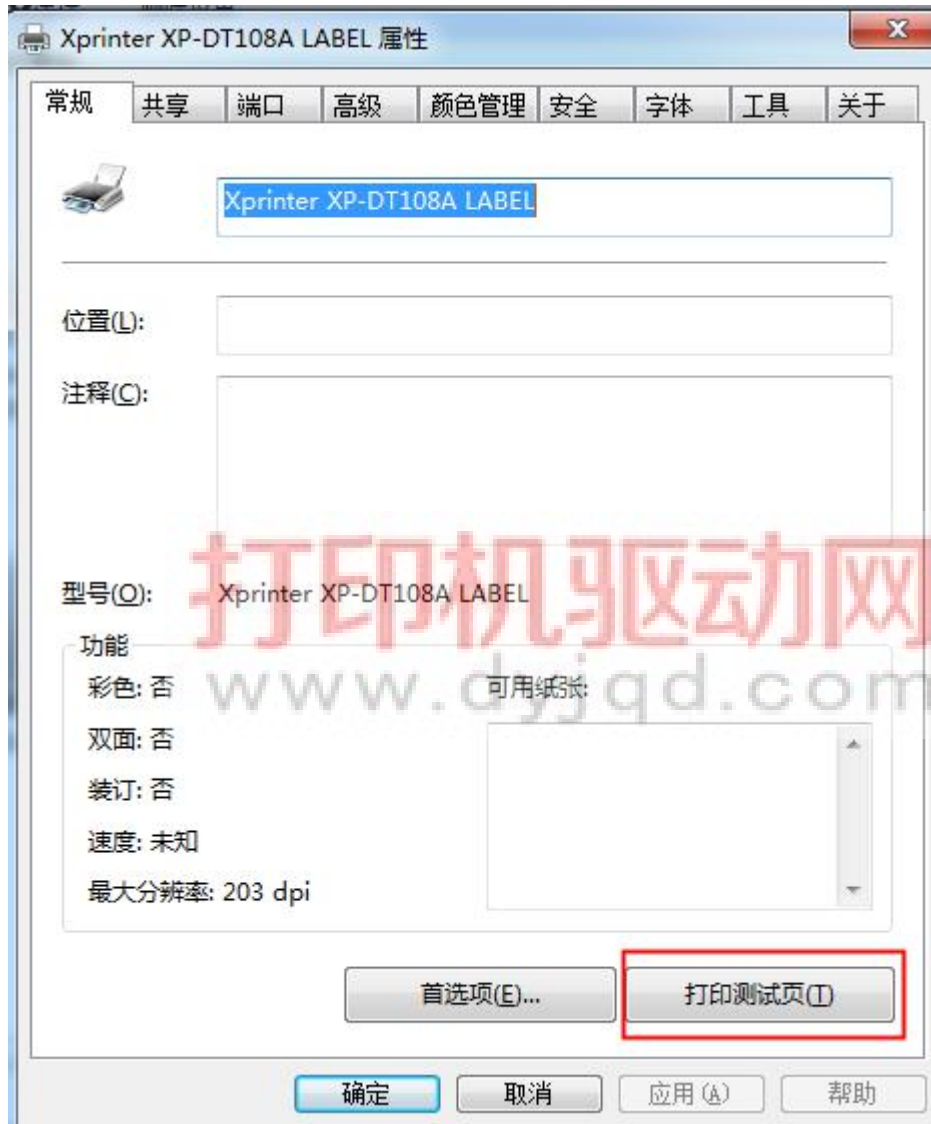 Xprinter XP-DT108A LABEL 属性
常规 共享 端口 高级 颜色管理 安全 字体 工具 关于
Xprinter XP-DT108A LABEL
位置(L):
注释(C):
打印机驱动网
型号(O): Xprinter XP-DT108A LABEL
功能
www.dyjqd.com
彩色: 否 可用纸张:
双面: 否
装订: 否
速度: 未知
最大分辨率: 203 dpi
首选项(E)... 打印测试页(T)
确定 取消 应用(A) 帮助